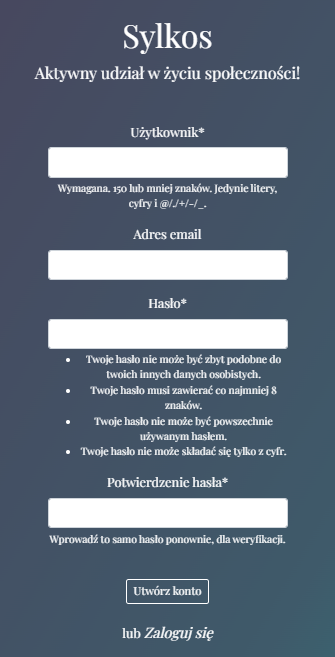 Sylkos
Aktywny udział w życiu społeczności!
Użytkownik*
Wymagana. 150 lub mniej znaków. Jedynie litery,
cyfry i @/./+/-/_.
Adres email
Hasło*
• Twoje hasło nie może być zbyt podobne do
twoich innych danych osobistych.
• Twoje hasło musi zawierać co najmniej 8
znaków.
• Twoje hasło nie może być powszechnie
używanym hasłem.
• Twoje hasło nie może składać się tylko z cyfr.
Potwierdzenie hasła*
Wprowadź to samo hasło ponownie, dla weryfikacji.
Utwórz konto
lub Zaloguj się